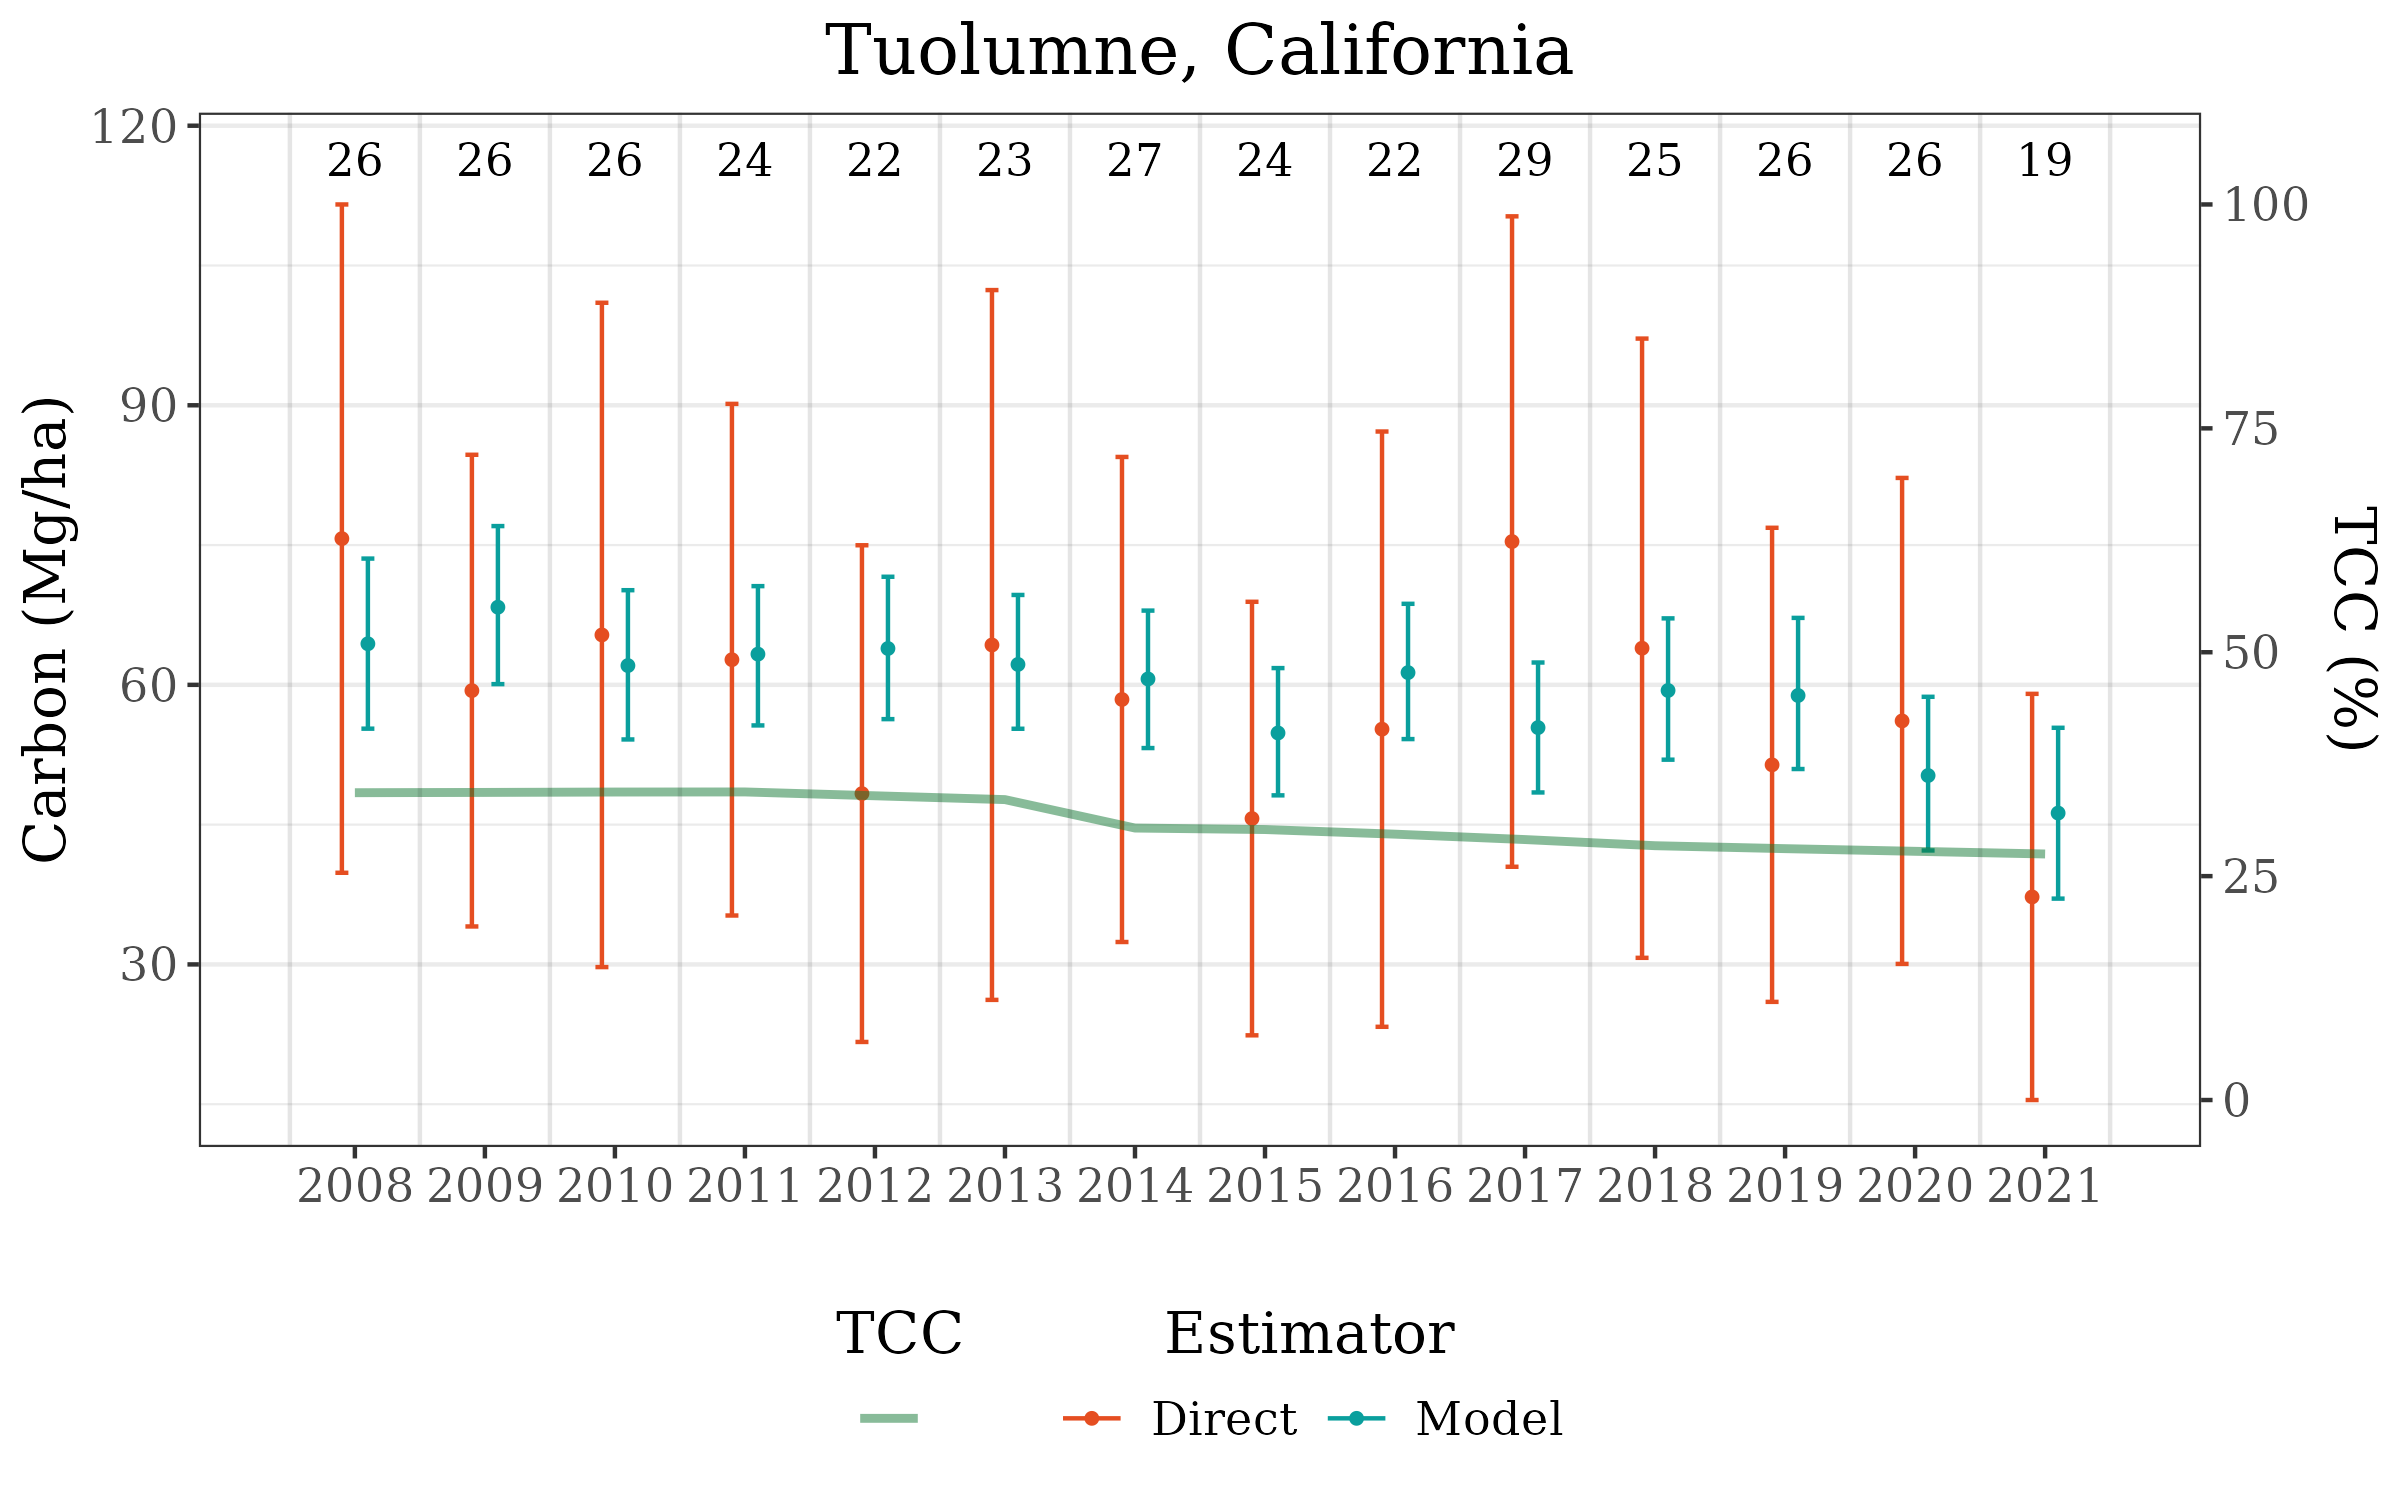 Tuolumne, California
120
90
60
30
Carbon (Mg/ha)
26 26 26 24 22 23 27 24 22 29 25 26 26 19
100
75
50
25
0
TCC (%)
2008 2009 2010 2011 2012 2013 2014 2015 2016 2017 2018 2019 2020 2021
TCC Estimator
Direct Model